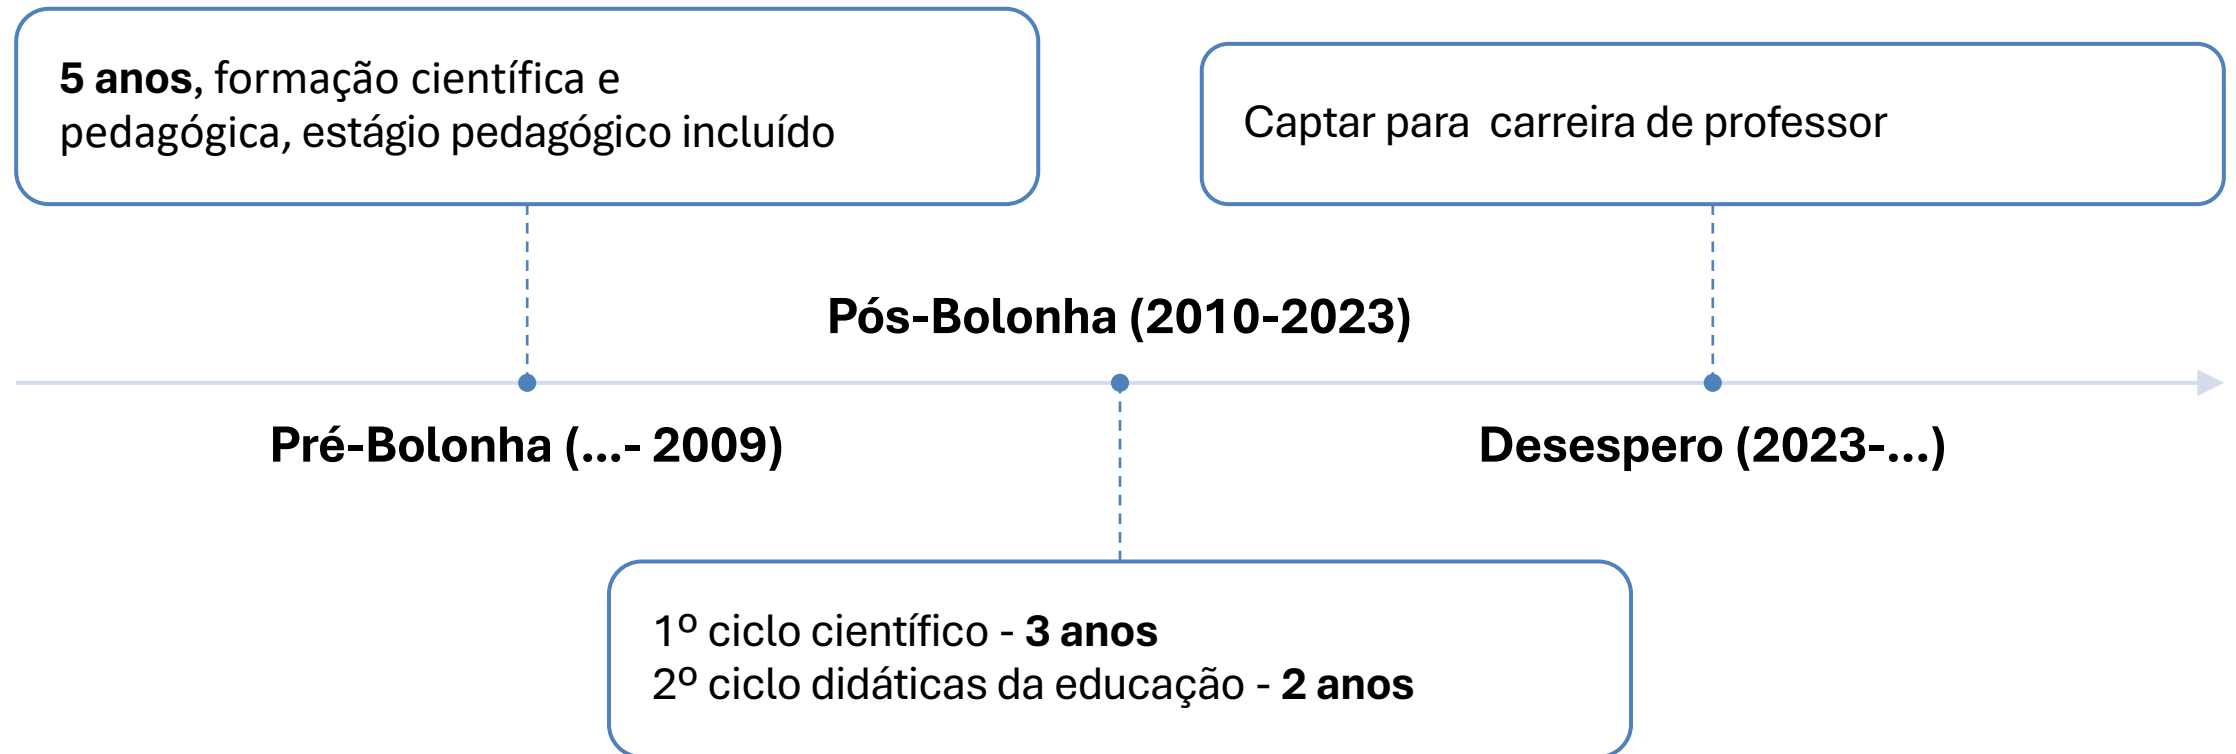 5 anos, formação científica e
pedagógica, estágio pedagógico incluído
Captar para  carreira de professor
Pós-Bolonha (2010-2023)
Pré-Bolonha (...- 2009)
Desespero (2023-...)
1º ciclo científico - 3 anos
2º ciclo didáticas da educação - 2 anos